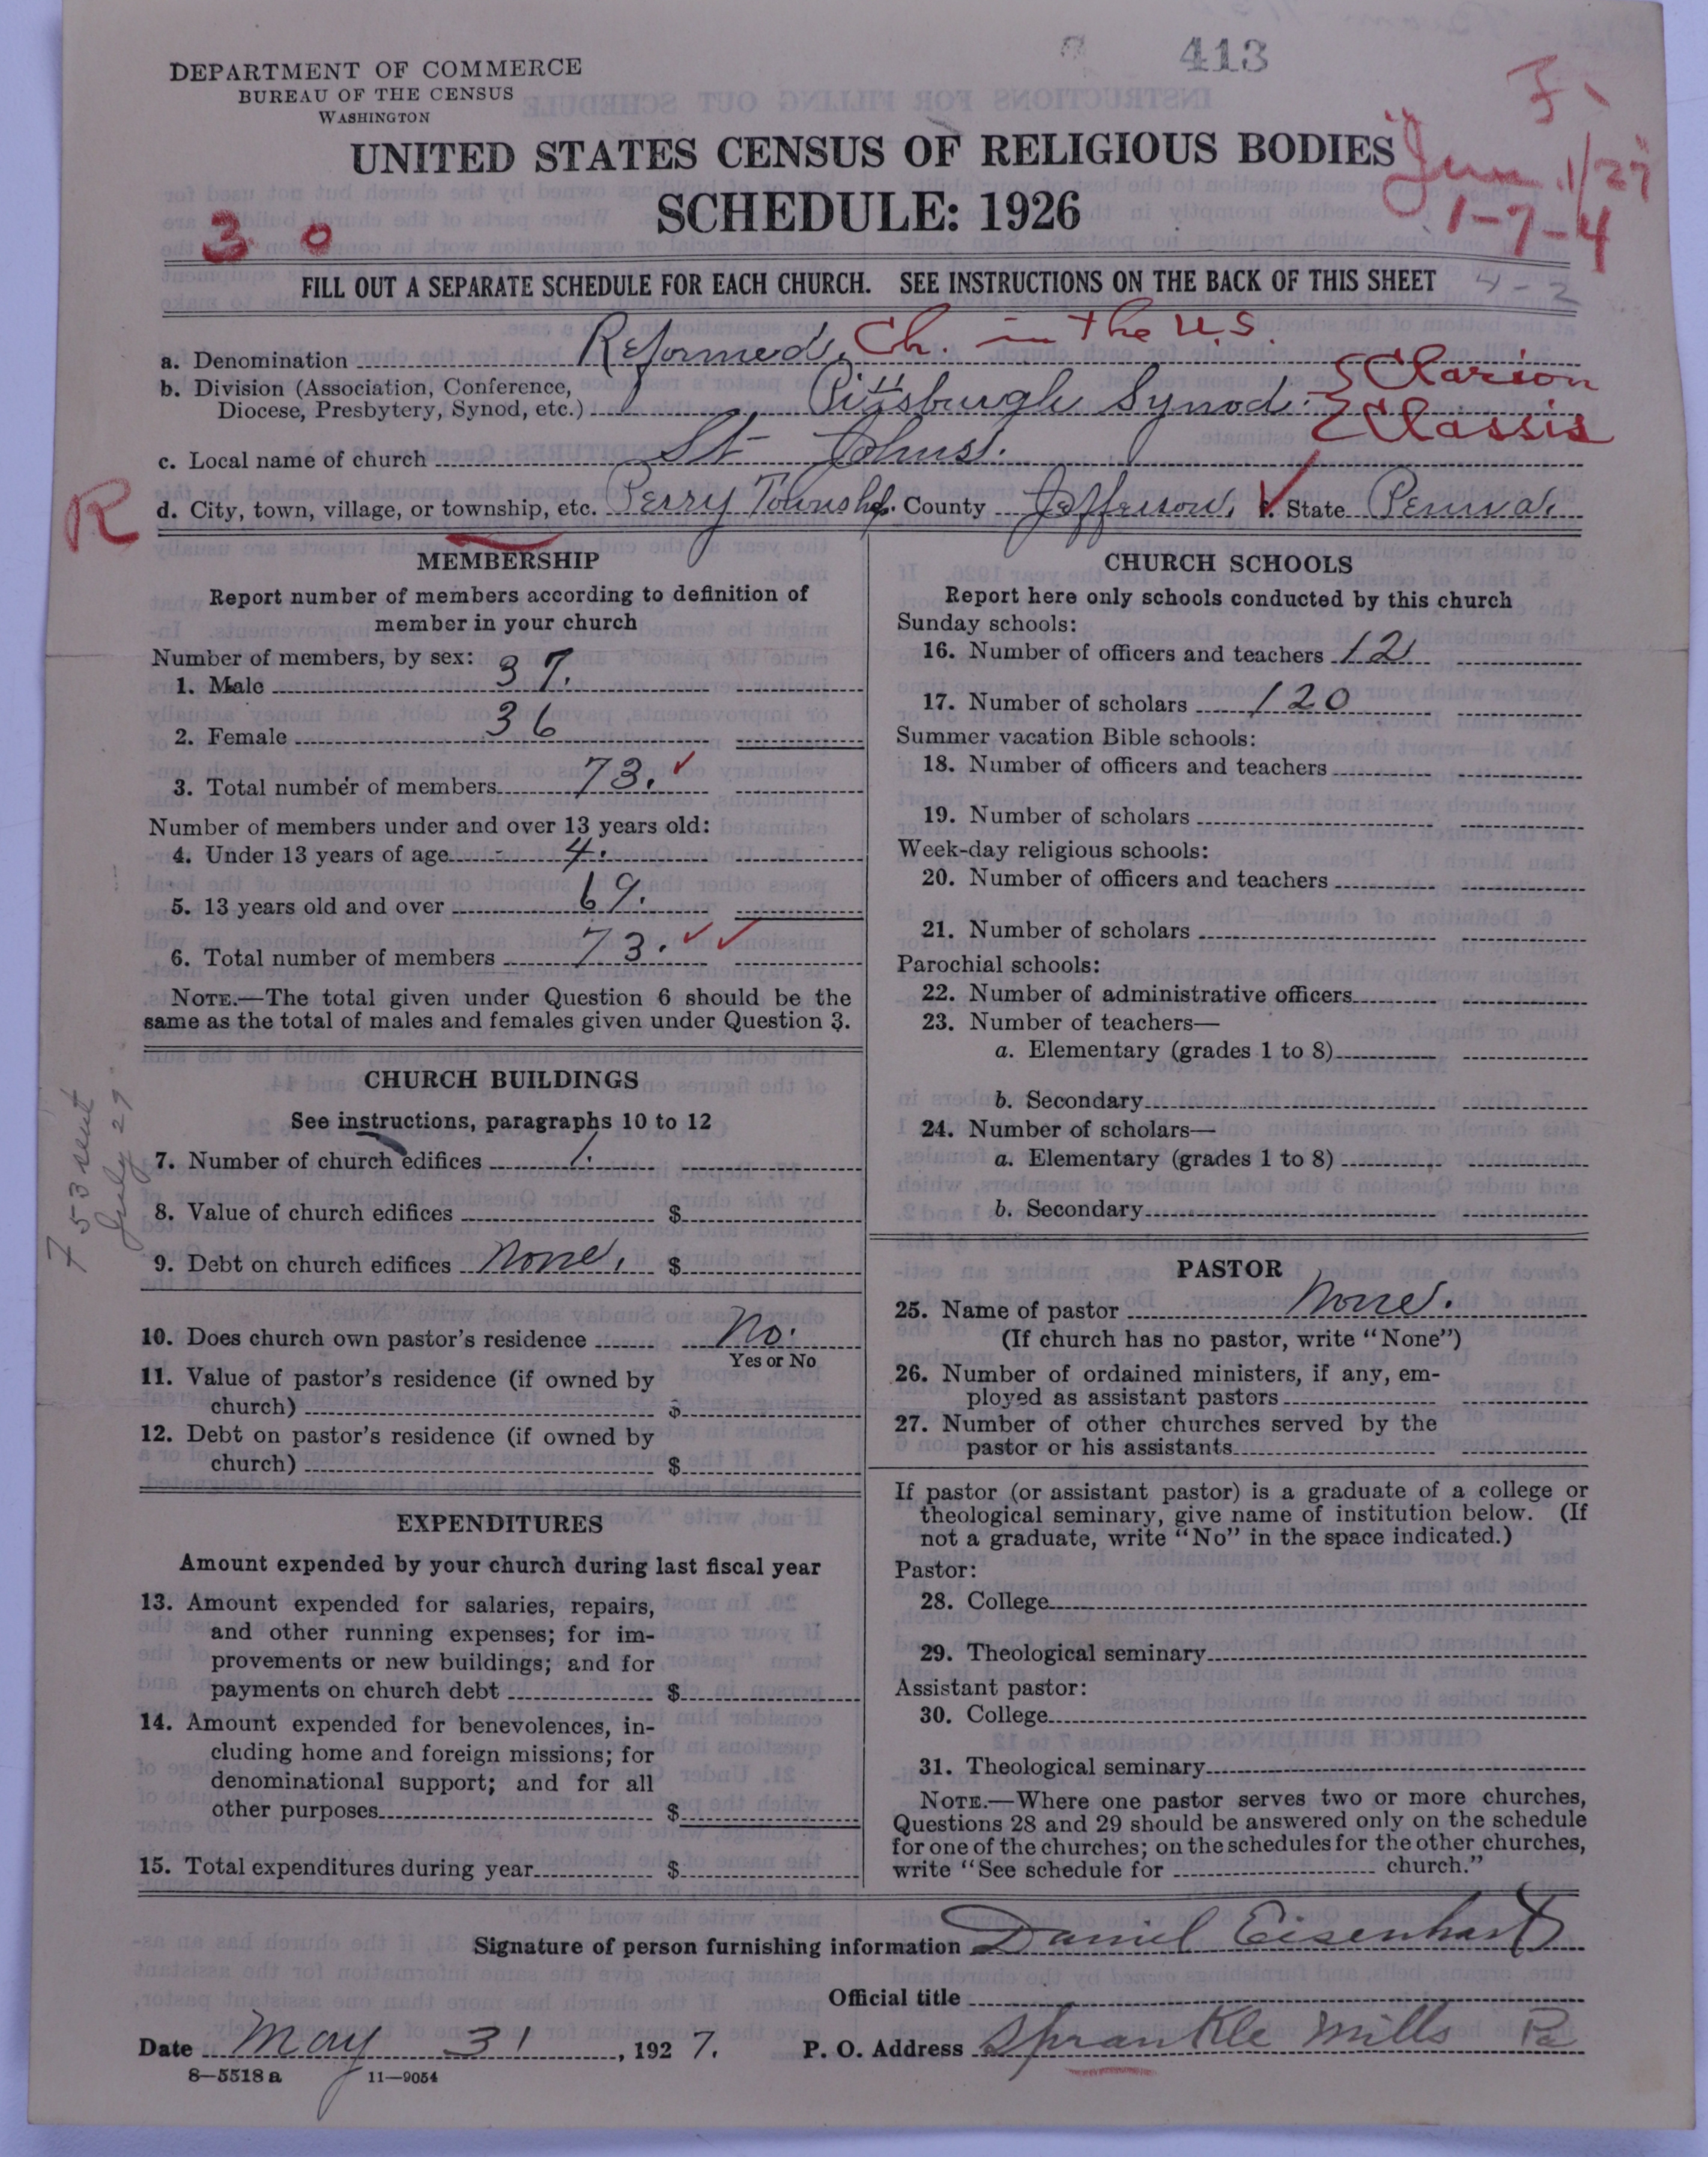 413
DEPARTMENT OF COMMERCE
BUREAU OF THE CENSUS
WASHINGTON
UNITED STATES CENSUS OF RELIGIOUS BODIES
SCHEDULE: 1926
1/27
1-7-4
3 0
FILL OUT A SEPARATE SCHEDULE FOR EACH CHURCH. SEE INSTRUCTIONS ON THE BACK OF THIS SHEET
4-2
a. Denomination Reformed, Ch. in the U.S.
b. Division (Association, Conference, Diocese, Presbytery, Synod, etc.) Pittsburgh Synod. Clarion Classis
c. Local name of church St Johns.
R
d. City, town, village, or township, etc. Perry Townshp. County Jefferson, State Penna.
MEMBERSHIP
Report number of members according to definition of
member in your church
Number of members, by sex:
1. Male 37.
2. Female 36
3. Total number of members 73.
Number of members under and over 13 years old:
4. Under 13 years of age 4.
5. 13 years old and over 69.
6. Total number of members 73.
NOTE.—The total given under Question 6 should be the
same as the total of males and females given under Question 3.
CHURCH BUILDINGS
See instructions, paragraphs 10 to 12
7. Number of church edifices 1.
8. Value of church edifices $
9. Debt on church edifices None, $
10. Does church own pastor's residence No.
Yes or No
11. Value of pastor's residence (if owned by
church) $
12. Debt on pastor's residence (if owned by
church) $
EXPENDITURES
Amount expended by your church during last fiscal year
13. Amount expended for salaries, repairs,
and other running expenses; for im-
provements or new buildings; and for
payments on church debt $
14. Amount expended for benevolences, in-
cluding home and foreign missions; for
denominational support; and for all
other purposes $
15. Total expenditures during year $
7 53 sent
July 27
CHURCH SCHOOLS
Report here only schools conducted by this church
Sunday schools:
16. Number of officers and teachers 12
17. Number of scholars 120
Summer vacation Bible schools:
18. Number of officers and teachers
19. Number of scholars
Week-day religious schools:
20. Number of officers and teachers
21. Number of scholars
Parochial schools:
22. Number of administrative officers
23. Number of teachers—
a. Elementary (grades 1 to 8)
b. Secondary
24. Number of scholars—
a. Elementary (grades 1 to 8)
b. Secondary
PASTOR
25. Name of pastor None.
(If church has no pastor, write "None")
26. Number of ordained ministers, if any, em-
ployed as assistant pastors
27. Number of other churches served by the
pastor or his assistants
If pastor (or assistant pastor) is a graduate of a college or
theological seminary, give name of institution below. (If
not a graduate, write "No" in the space indicated.)
Pastor:
28. College
29. Theological seminary
Assistant pastor:
30. College
31. Theological seminary
NOTE.—Where one pastor serves two or more churches,
Questions 28 and 29 should be answered only on the schedule
for one of the churches; on the schedules for the other churches,
write "See schedule for church."
Signature of person furnishing information Daniel Eisenhart
Official title
Date May 31, 1927. P. O. Address Sprankle Mills Pa
8—5518a 11—9054